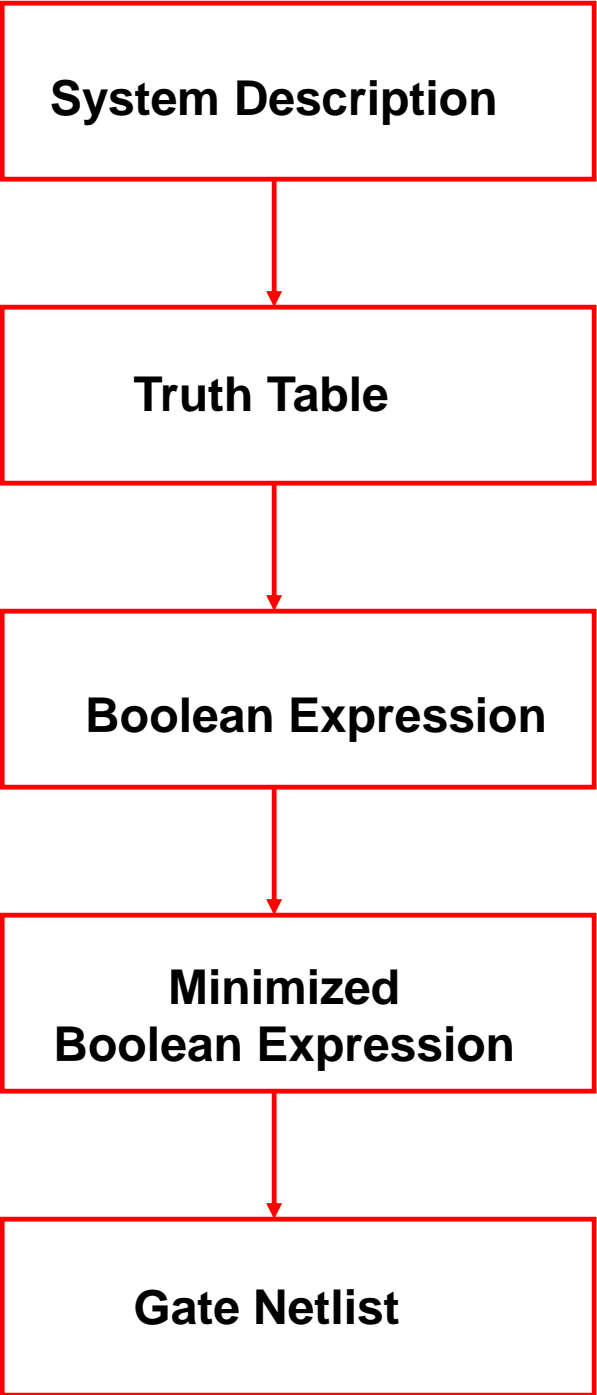 System Description
Truth Table
Boolean Expression
Minimized
Boolean Expression
Gate Netlist